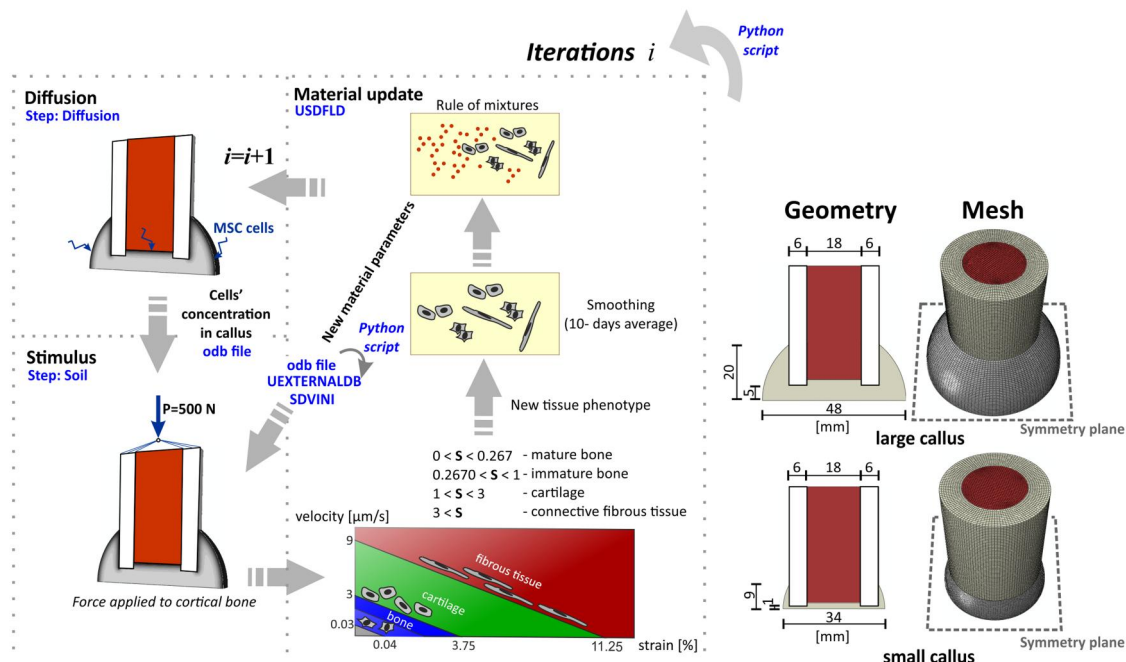 Iterations i
Python
script
Diffusion
Step: Diffusion
i=i+1
MSC cells
Cells'
concentration
in callus
odb file
Stimulus
Step: Soil
P=500 N
Force applied to cortical bone
Material update
USDFLD
Rule of mixtures
New material parameters
Smoothing
(10- days average)
Python
script
odb file
UEXTERNALDB
SDVINI
New tissue phenotype
0 < S < 0.267 - mature bone
0.2670 < S < 1 - immature bone
1 < S < 3 - cartilage
3 < S - connective fibrous tissue
velocity [µm/s]
9
3
0.03
fibrous tissue
cartilage
bone
0.04 3.75 11.25 strain [%]
Geometry Mesh
6 18 6
20
5
48
[mm]
Symmetry plane
large callus
6 18 6
9
1
34
[mm]
Symmetry plane
small callus